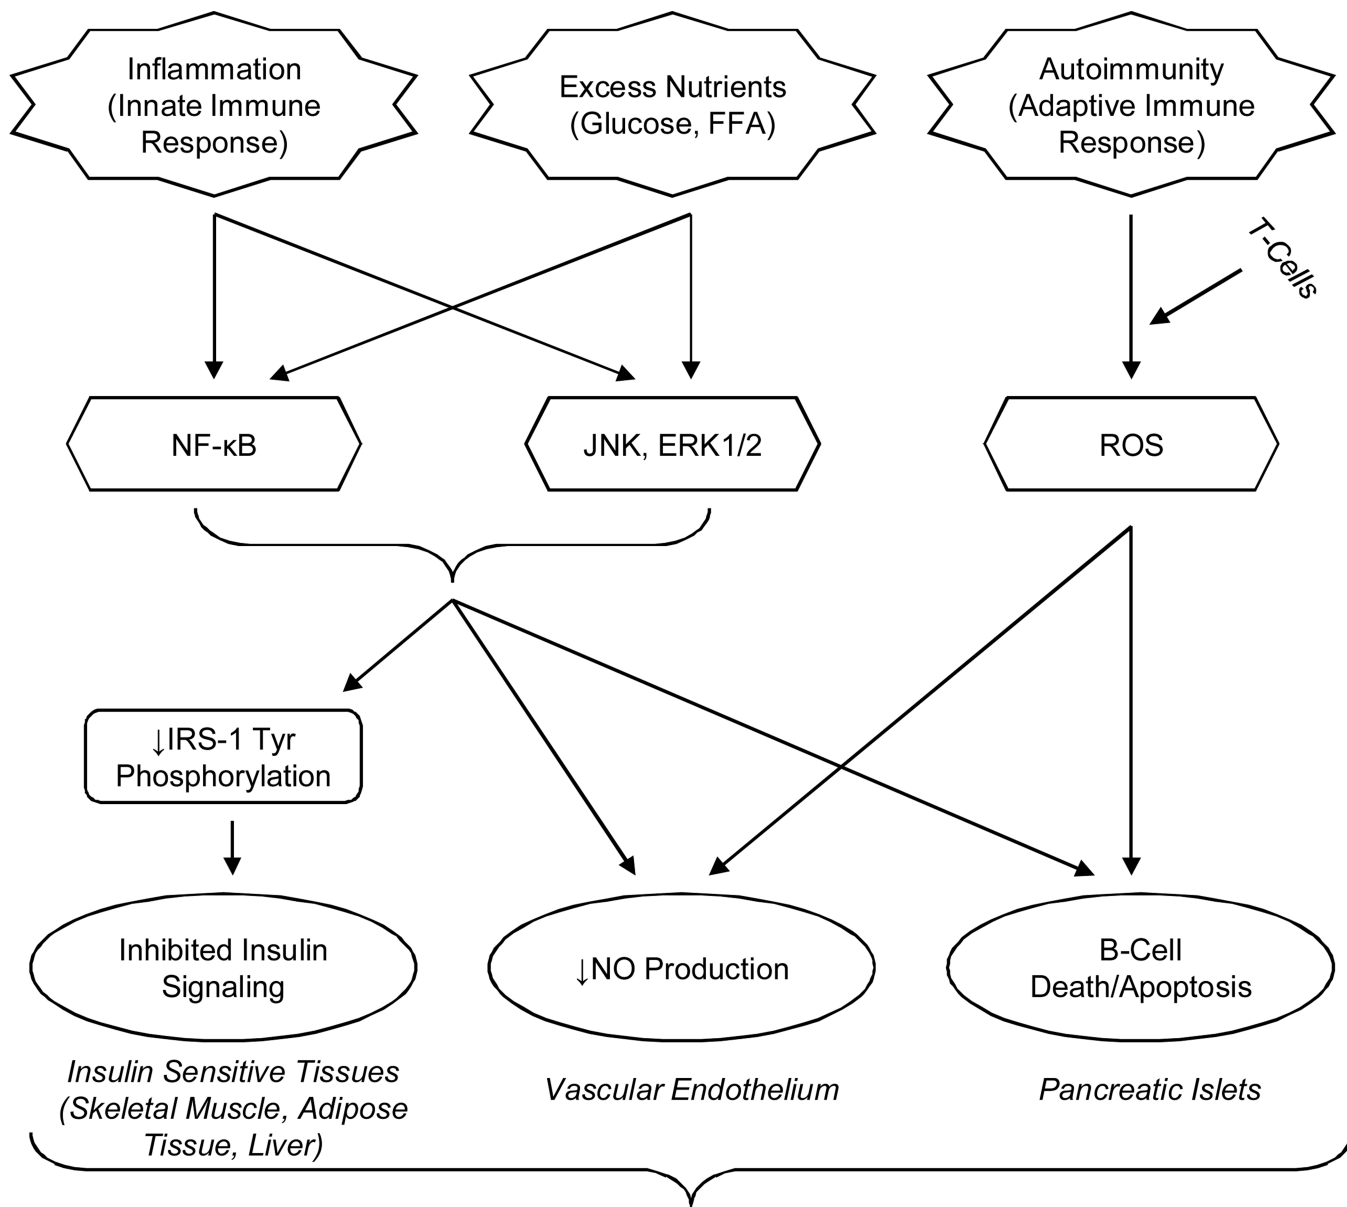 Inflammation
(Innate Immune
Response)
Excess Nutrients
(Glucose, FFA)
Autoimmunity
(Adaptive Immune
Response)
T-Cells
NF-κB
JNK, ERK1/2
ROS
↓IRS-1 Tyr
Phosphorylation
Inhibited Insulin
Signaling
↓NO Production
B-Cell
Death/Apoptosis
Insulin Sensitive Tissues
(Skeletal Muscle, Adipose
Tissue, Liver)
Vascular Endothelium
Pancreatic Islets